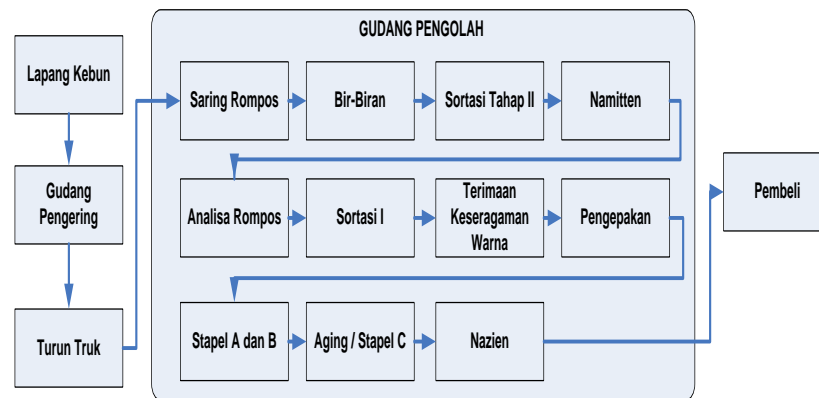 GUDANG PENGOLAH
Lapang Kebun
Gudang
Pengering
Turun Truk
Saring Rompos
Bir-Biran
Sortasi Tahap II
Namitten
Analisa Rompos
Sortasi I
Terimaan
Keseragaman
Warna
Pengepakan
Stapel A dan B
Aging / Stapel C
Nazien
Pembeli